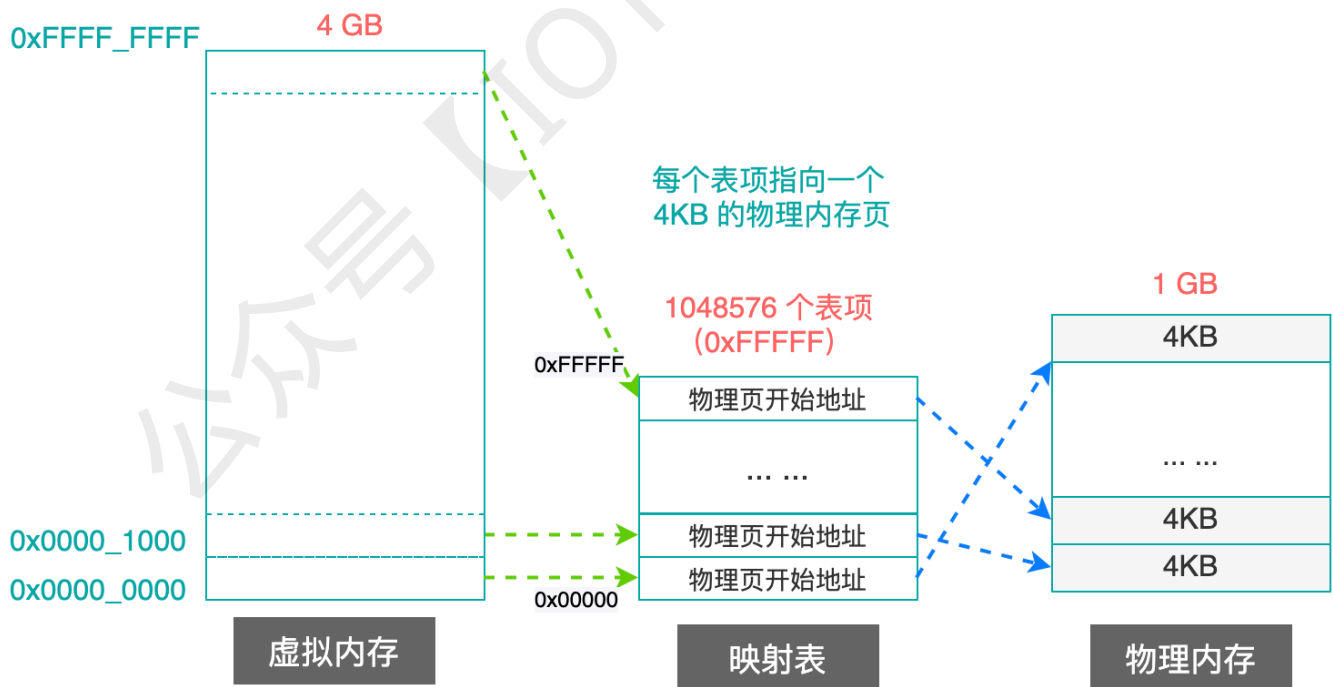 公众号【IOT
4 GB
0xFFFF_FFFF
每个表项指向一个
4KB 的物理内存页
1048576 个表项
（0xFFFFF）
1 GB
0xFFFFF
物理页开始地址
... ...
物理页开始地址
物理页开始地址
0x00000
4KB
... ...
4KB
4KB
0x0000_1000
0x0000_0000
虚拟内存
映射表
物理内存